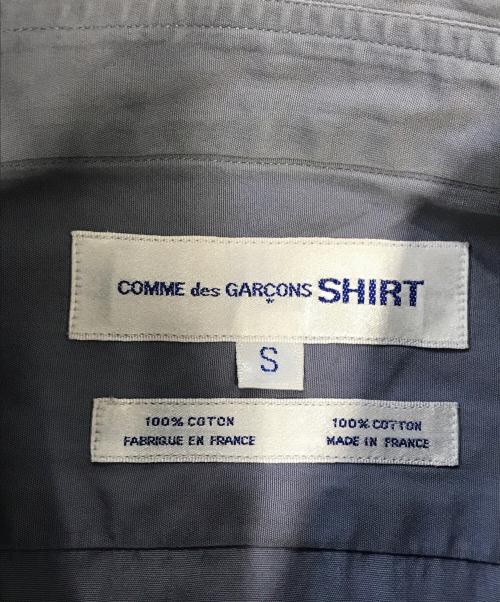 COMME des GARÇONS SHIRT
S
100% COTON
FABRIQUE EN FRANCE
100% COTTON
MADE IN FRANCE